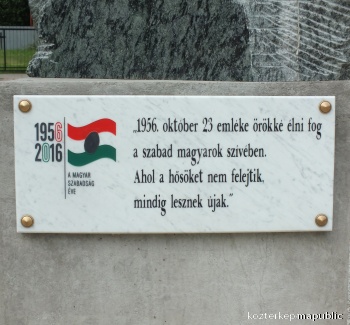 1956
2016
A MAGYAR
SZABADSÁG
ÉVE
„1956. október 23 emléke örökké élni fog
a szabad magyarok szívében.
Ahol a hősöket nem felejtik,
mindig lesznek újak.”
kozterkep.mapublic